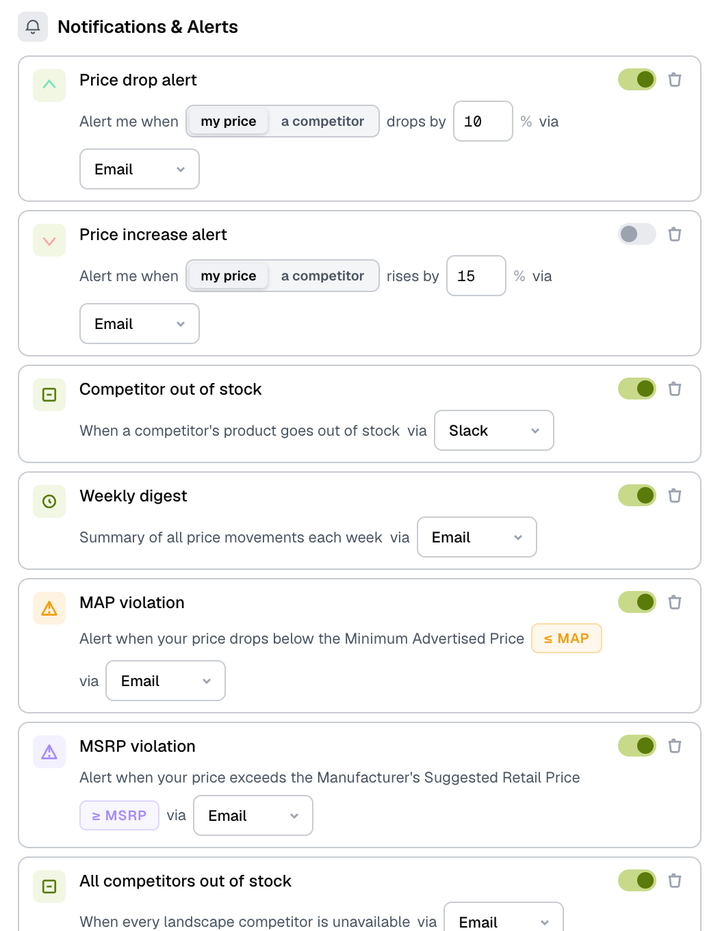 Notifications & Alerts
Price drop alert
Alert me when my price a competitor drops by 10 % via
Email
Price increase alert
Alert me when my price a competitor rises by 15 % via
Email
Competitor out of stock
When a competitor's product goes out of stock via Slack
Weekly digest
Summary of all price movements each week via Email
MAP violation
Alert when your price drops below the Minimum Advertised Price ≤ MAP
via Email
MSRP violation
Alert when your price exceeds the Manufacturer's Suggested Retail Price
≥ MSRP via Email
All competitors out of stock
When every landscape competitor is unavailable via Email